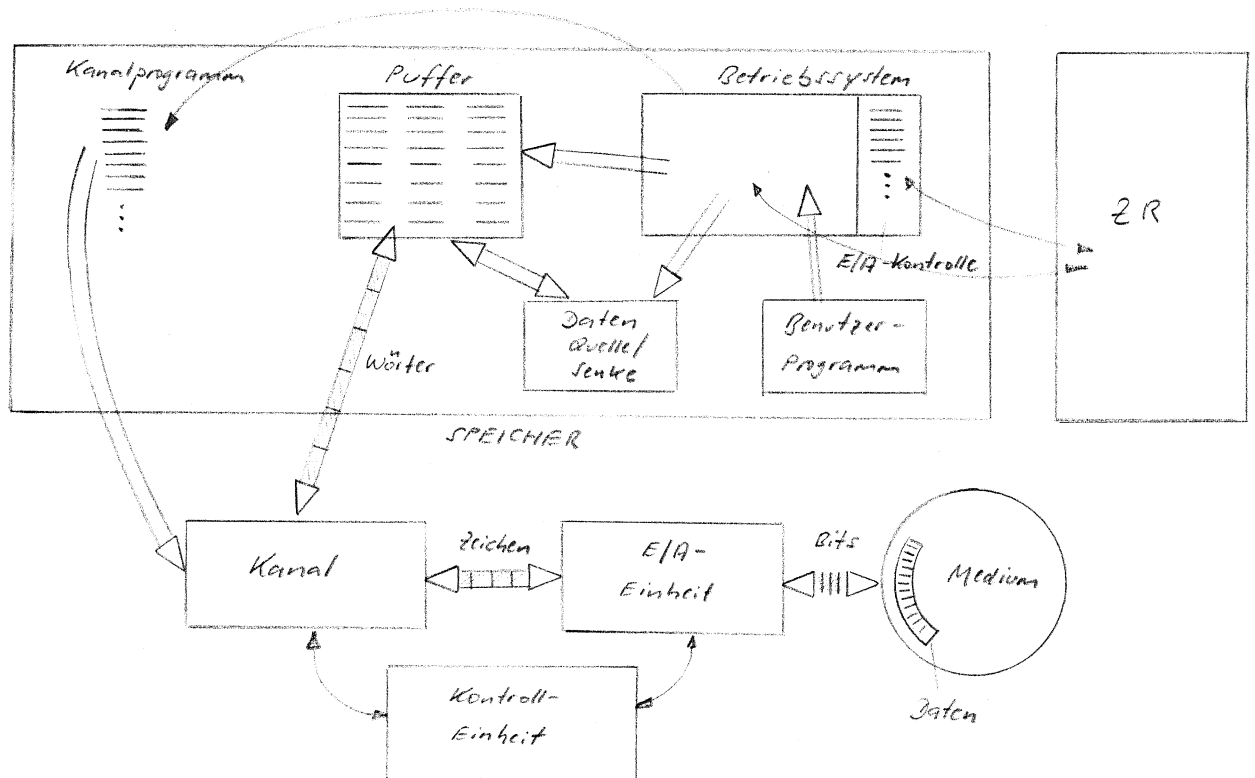 Kanalprogramm
Puffer
Betriebssystem
ZR
E/A-Kontrolle
Daten
Quelle/
Senke
Benutzer-
Programm
Wörter
SPEICHER
Kanal
Zeichen
E/A-
Einheit
Bits
Medium
Kontroll-
Einheit
Daten